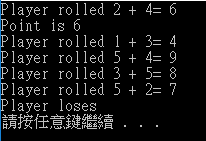 Player rolled 2 + 4= 6
Point is 6
Player rolled 1 + 3= 4
Player rolled 5 + 4= 9
Player rolled 3 + 5= 8
Player rolled 5 + 2= 7
Player loses
請按任意鍵繼續 . . .